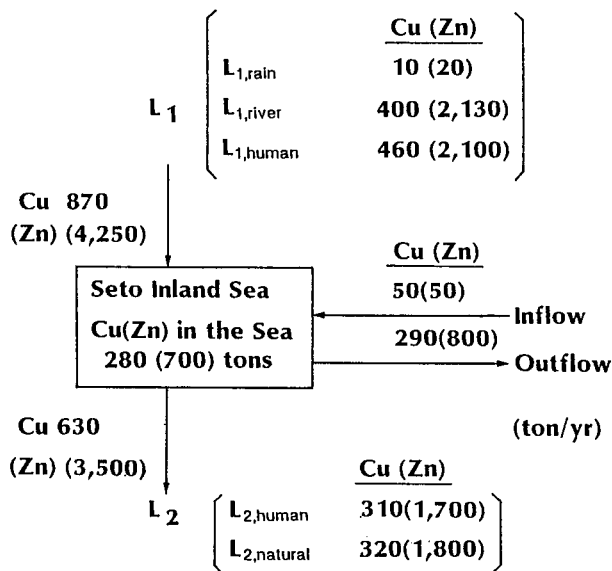 Cu (Zn)
L1,rain 10 (20)
L1 L1,river 400 (2,130)
L1,human 460 (2,100)
Cu 870
(Zn) (4,250)
Cu (Zn)
Seto Inland Sea 50(50)
Inflow
Cu(Zn) in the Sea 290(800)
280 (700) tons Outflow
Cu 630 (ton/yr)
(Zn) (3,500)
Cu (Zn)
L2 L2,human 310(1,700)
L2,natural 320(1,800)